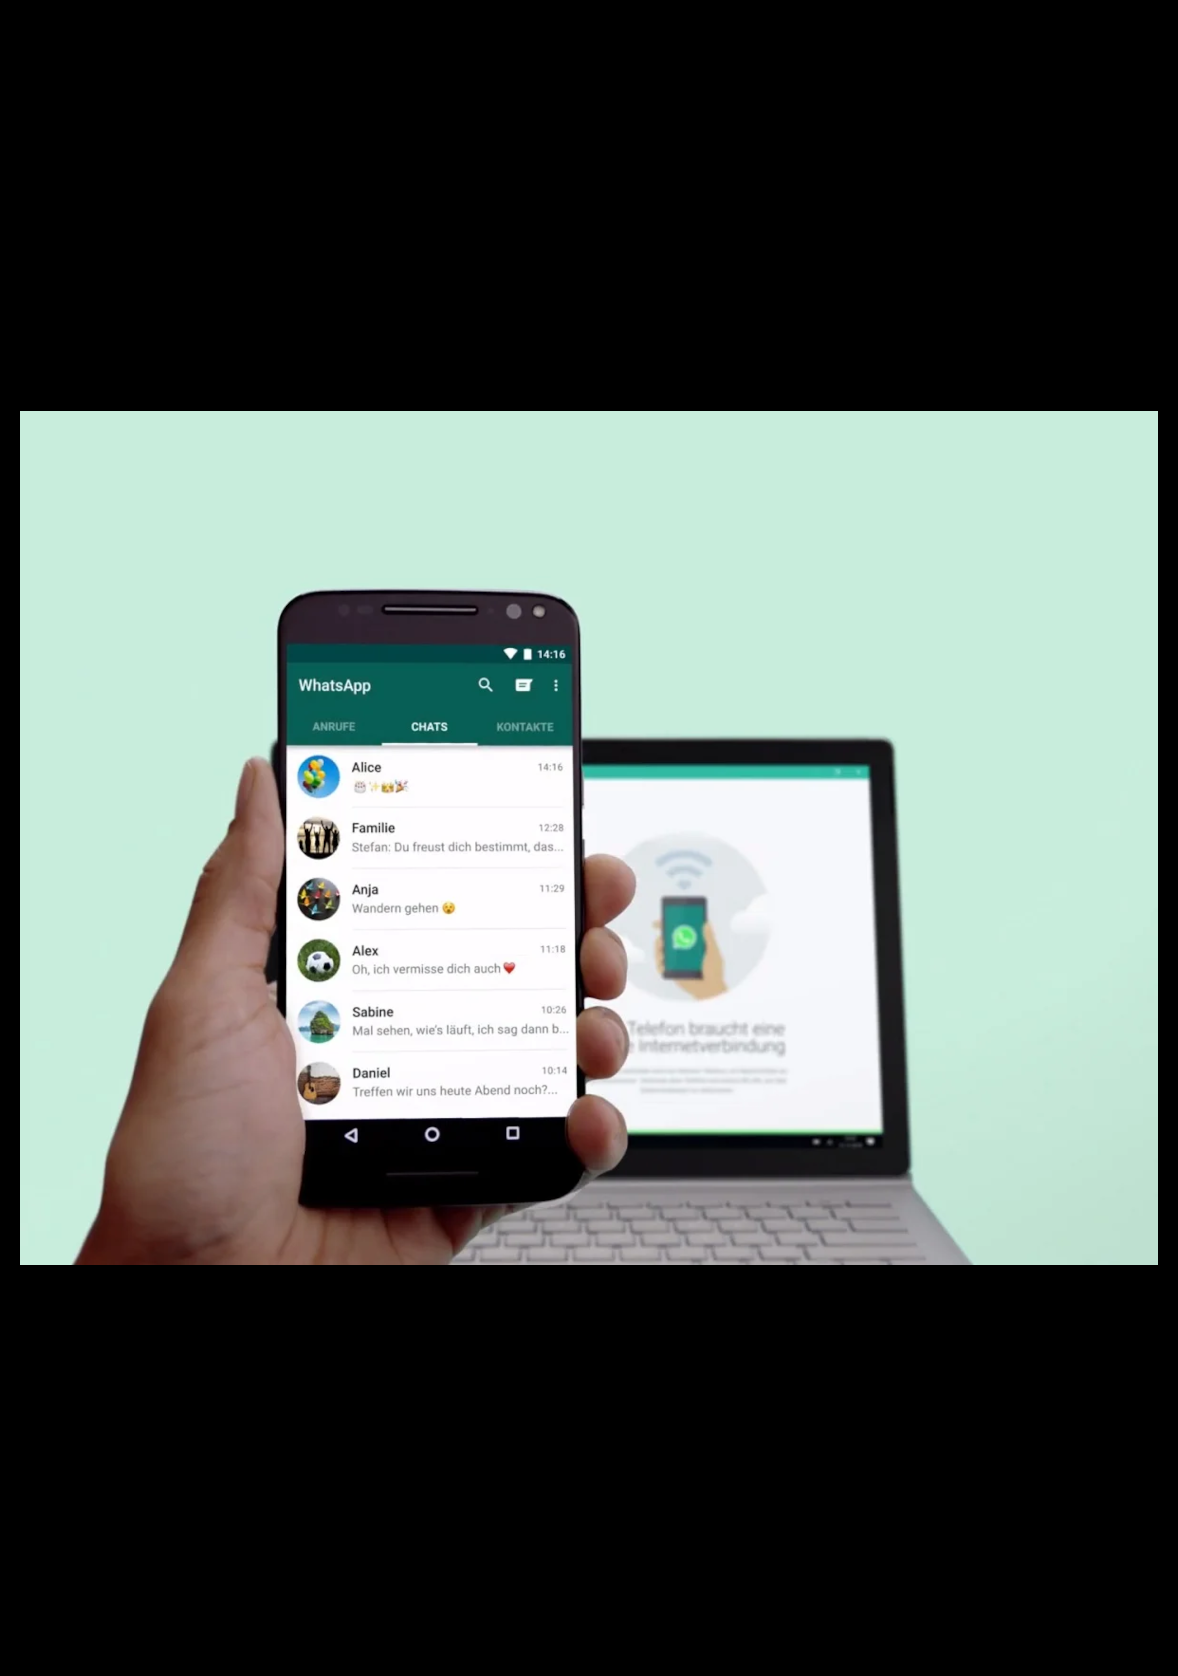 14:16
WhatsApp
ANRUFE CHATS KONTAKTE
Alice 14:16
🎂✨👑🎉
Familie 12:28
Stefan: Du freust dich bestimmt, das...
Anja 11:29
Wandern gehen 😵
Alex 11:18
Oh, ich vermisse dich auch❤️
Sabine 10:26
Mal sehen, wie's läuft, ich sag dann b...
Daniel 10:14
Treffen wir uns heute Abend noch?...
Telefon braucht eine
Internetverbindung